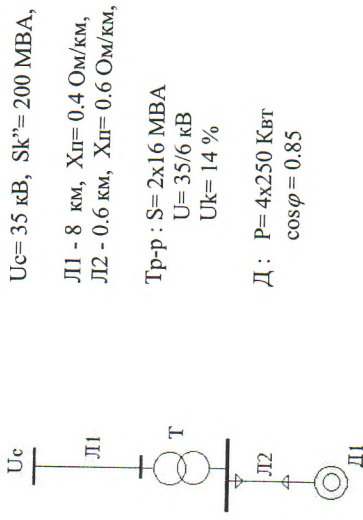 Uc
Л1
Т
Л2
Д1
Uc= 35 кВ, Sk"= 200 МВА,
Л1 - 8 км, Xп= 0.4 Ом/км,
Л2 - 0.6 км, Xп= 0.6 Ом/км,
Тр-р : S= 2x16 МВА
U= 35/6 кВ
Uk= 14 %
Д : P= 4x250 Квт
cosφ = 0.85